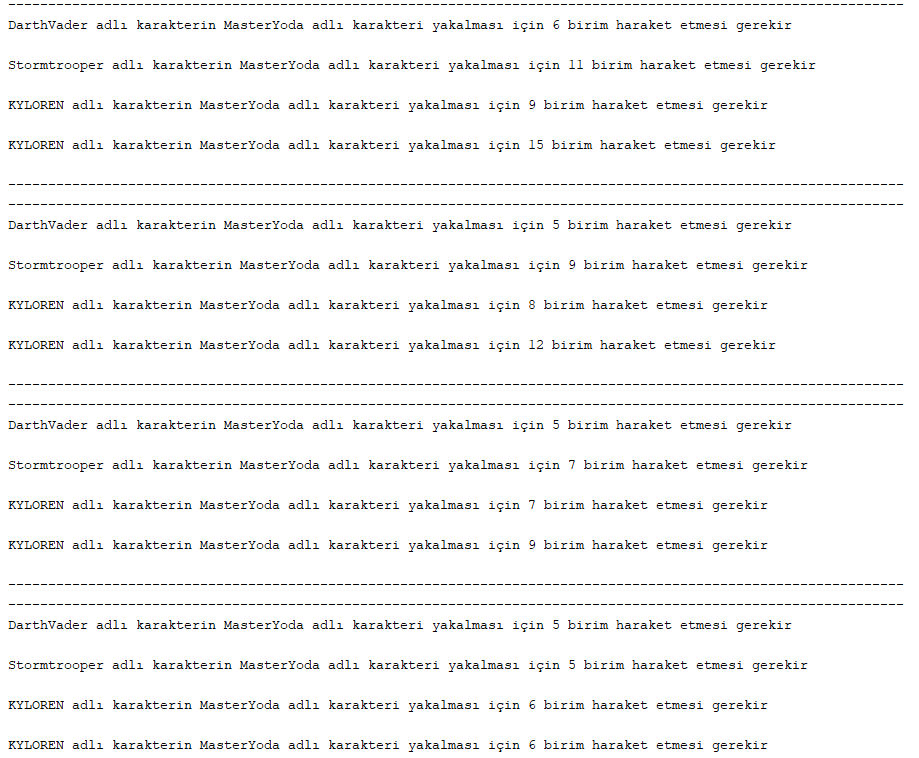 --------------------------------------------------------------------------------------------------------------
DarthVader adlı karakterin MasterYoda adlı karakteri yakalması için 6 birim haraket etmesi gerekir
Stormtrooper adlı karakterin MasterYoda adlı karakteri yakalması için 11 birim haraket etmesi gerekir
KYLOREN adlı karakterin MasterYoda adlı karakteri yakalması için 9 birim haraket etmesi gerekir
KYLOREN adlı karakterin MasterYoda adlı karakteri yakalması için 15 birim haraket etmesi gerekir
--------------------------------------------------------------------------------------------------------------
--------------------------------------------------------------------------------------------------------------
DarthVader adlı karakterin MasterYoda adlı karakteri yakalması için 5 birim haraket etmesi gerekir
Stormtrooper adlı karakterin MasterYoda adlı karakteri yakalması için 9 birim haraket etmesi gerekir
KYLOREN adlı karakterin MasterYoda adlı karakteri yakalması için 8 birim haraket etmesi gerekir
KYLOREN adlı karakterin MasterYoda adlı karakteri yakalması için 12 birim haraket etmesi gerekir
--------------------------------------------------------------------------------------------------------------
--------------------------------------------------------------------------------------------------------------
DarthVader adlı karakterin MasterYoda adlı karakteri yakalması için 5 birim haraket etmesi gerekir
Stormtrooper adlı karakterin MasterYoda adlı karakteri yakalması için 7 birim haraket etmesi gerekir
KYLOREN adlı karakterin MasterYoda adlı karakteri yakalması için 7 birim haraket etmesi gerekir
KYLOREN adlı karakterin MasterYoda adlı karakteri yakalması için 9 birim haraket etmesi gerekir
--------------------------------------------------------------------------------------------------------------
--------------------------------------------------------------------------------------------------------------
DarthVader adlı karakterin MasterYoda adlı karakteri yakalması için 5 birim haraket etmesi gerekir
Stormtrooper adlı karakterin MasterYoda adlı karakteri yakalması için 5 birim haraket etmesi gerekir
KYLOREN adlı karakterin MasterYoda adlı karakteri yakalması için 6 birim haraket etmesi gerekir
KYLOREN adlı karakterin MasterYoda adlı karakteri yakalması için 6 birim haraket etmesi gerekir